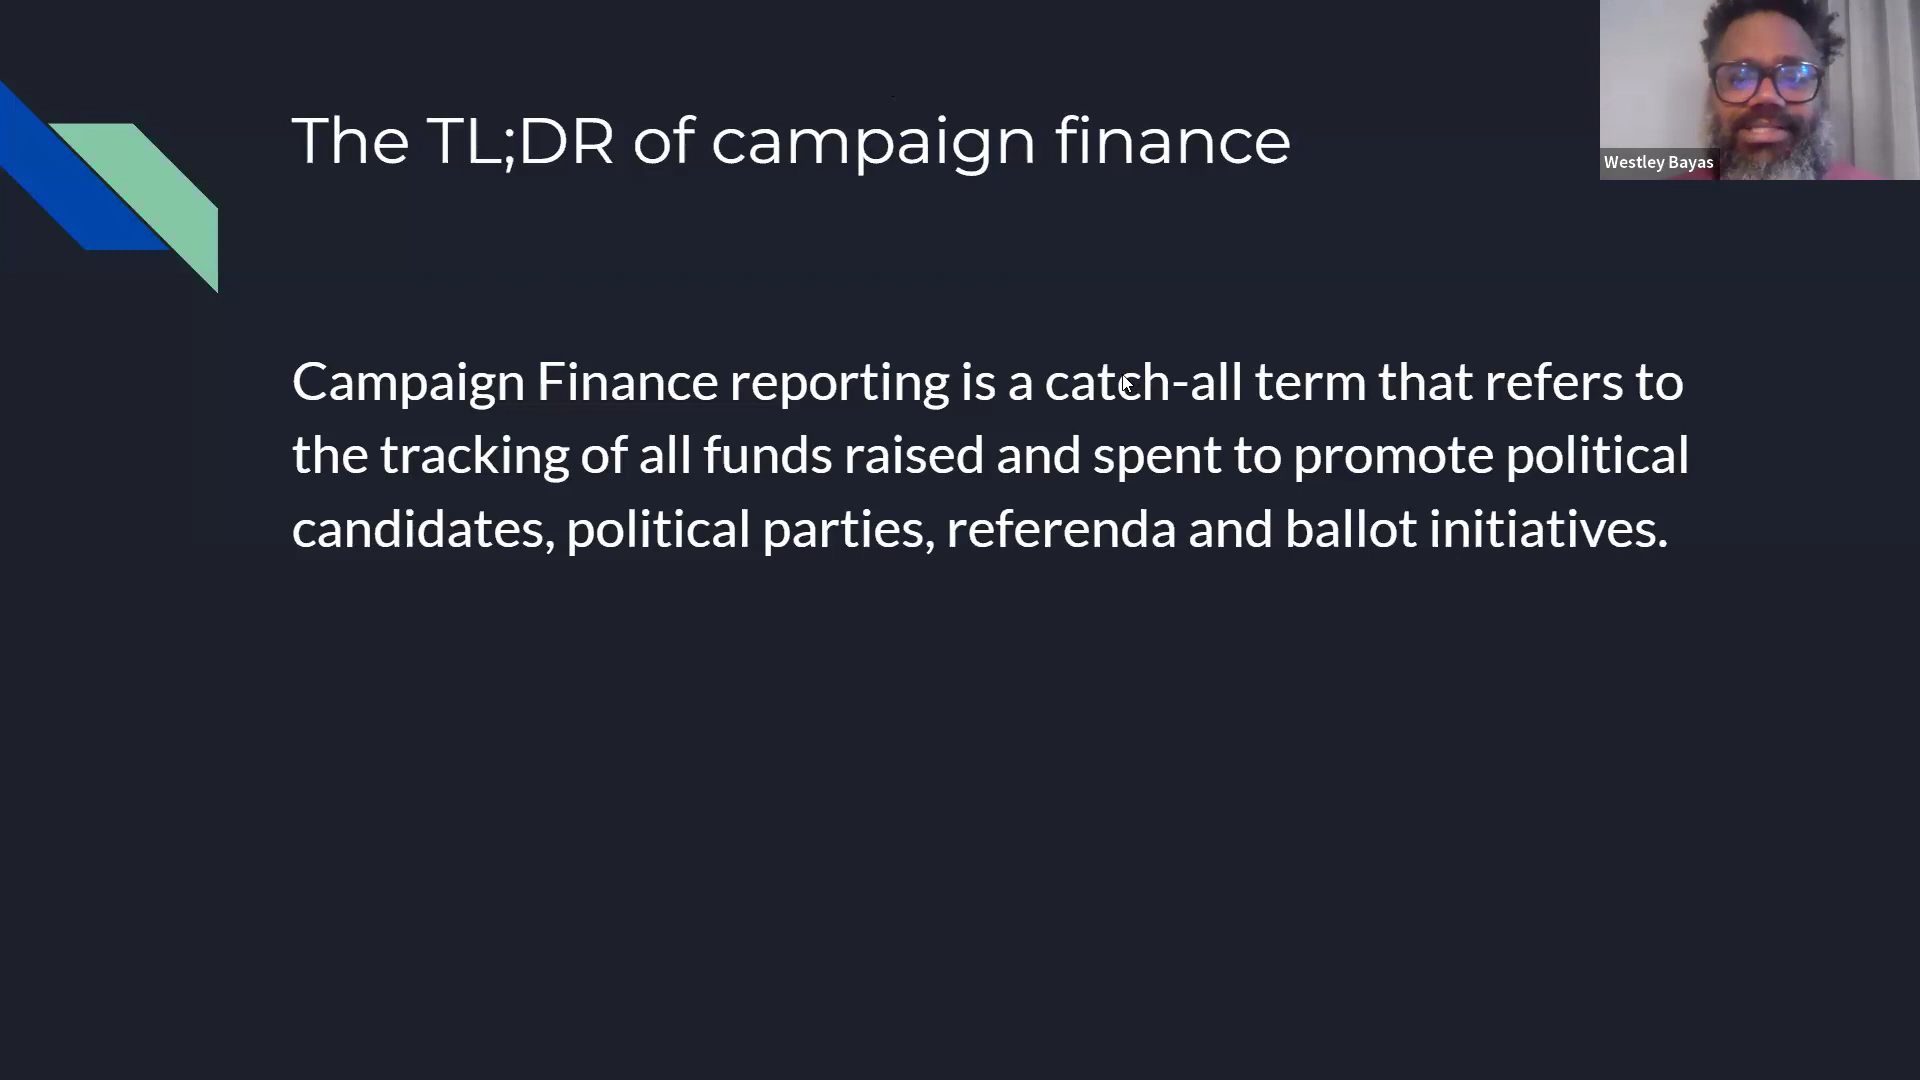 The TL;DR of campaign finance
Westley Bayas
Campaign Finance reporting is a catch-all term that refers to
the tracking of all funds raised and spent to promote political
candidates, political parties, referenda and ballot initiatives.